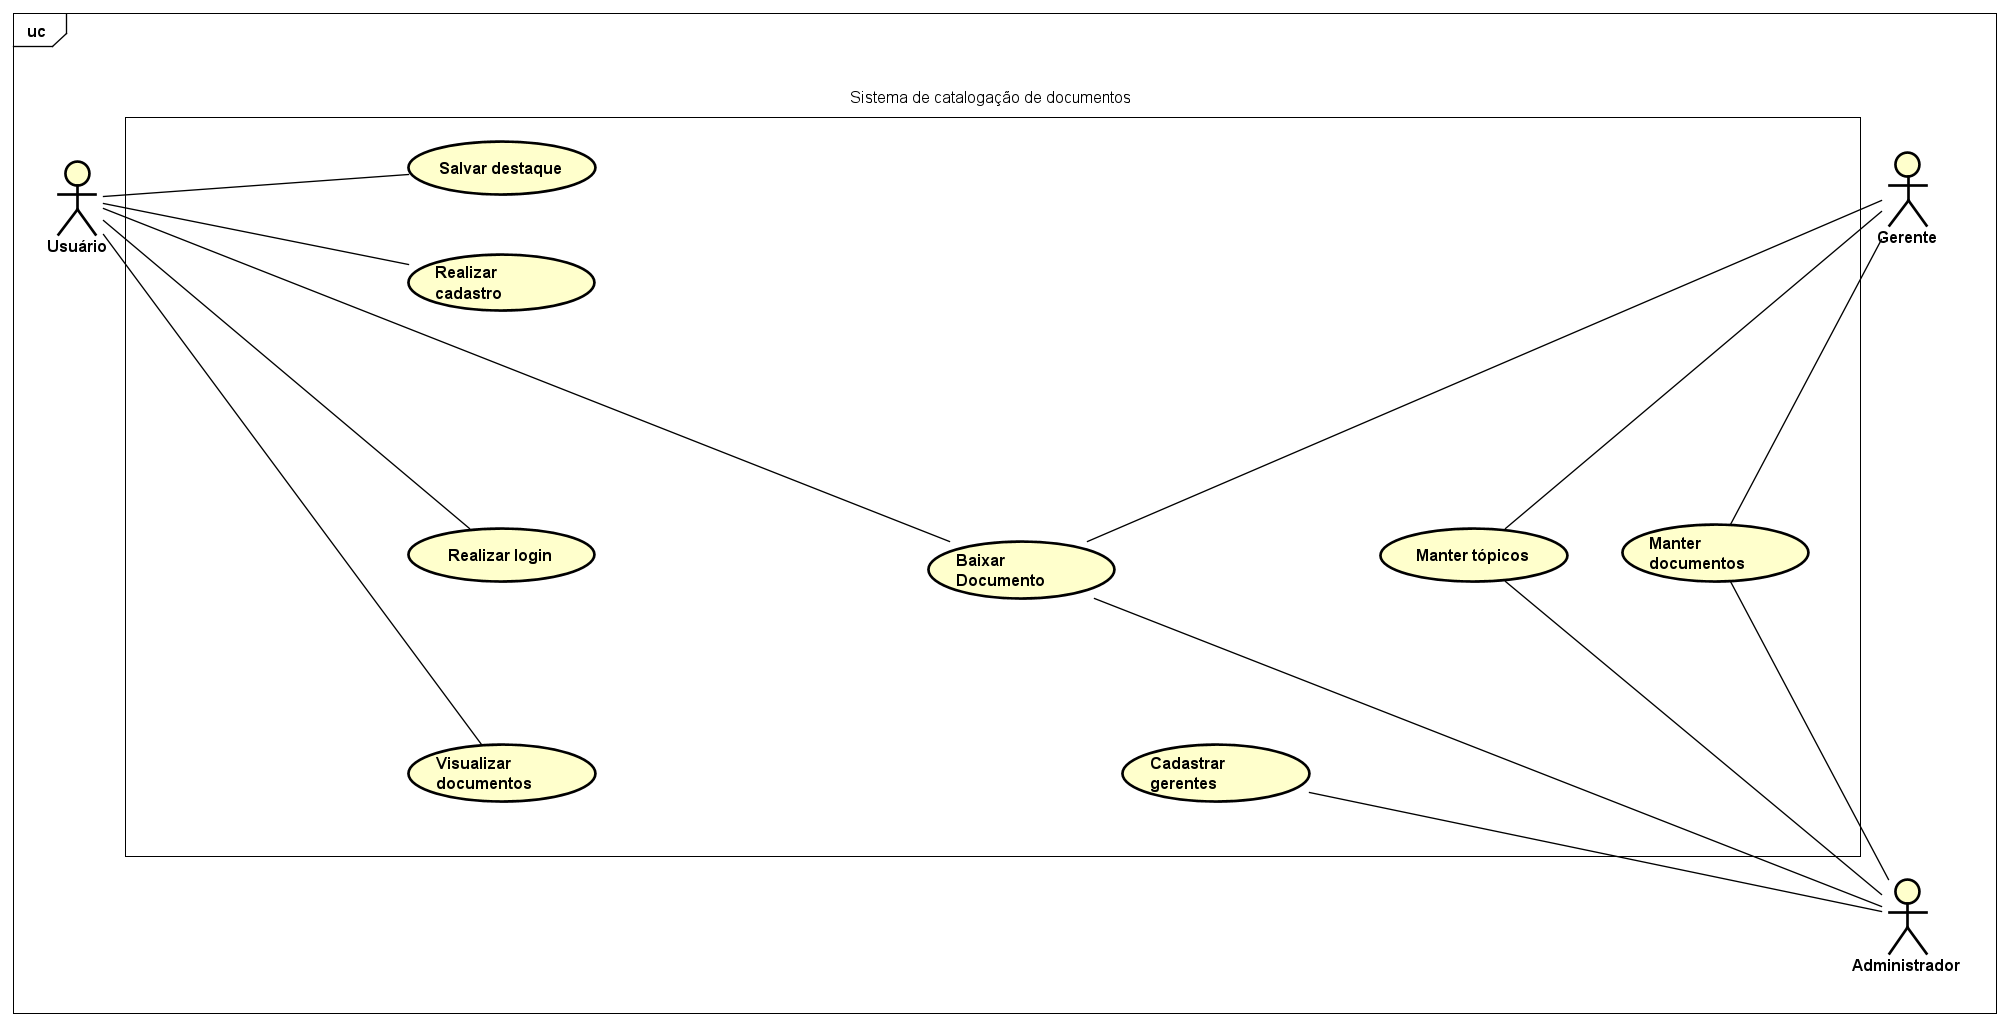 uc
Sistema de catalogação de documentos
Usuário
Gerente
Salvar destaque
Realizar
cadastro
Realizar login
Baixar
Documento
Manter tópicos
Manter
documentos
Visualizar
documentos
Cadastrar
gerentes
Administrador